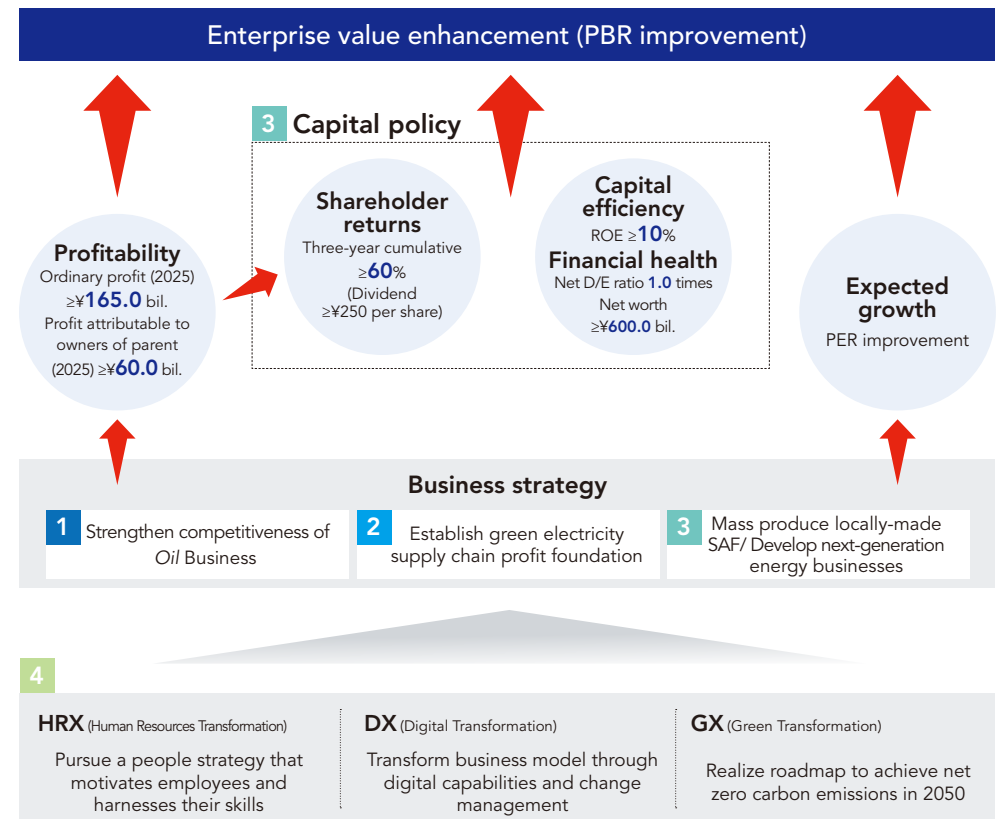 Enterprise value enhancement (PBR improvement)
3 Capital policy
Profitability
Ordinary profit (2025)
≥¥165.0 bil.
Profit attributable to
owners of parent
(2025) ≥¥60.0 bil.
Shareholder
returns
Three-year cumulative
≥60%
(Dividend
≥¥250 per share)
Capital
efficiency
ROE ≥10%
Financial health
Net D/E ratio 1.0 times
Net worth
≥¥600.0 bil.
Expected
growth
PER improvement
Business strategy
1 Strengthen competitiveness of
Oil Business
2 Establish green electricity
supply chain profit foundation
3 Mass produce locally-made
SAF/ Develop next-generation
energy businesses
4
HRX (Human Resources Transformation)
Pursue a people strategy that
motivates employees and
harnesses their skills
DX (Digital Transformation)
Transform business model through
digital capabilities and change
management
GX (Green Transformation)
Realize roadmap to achieve net
zero carbon emissions in 2050